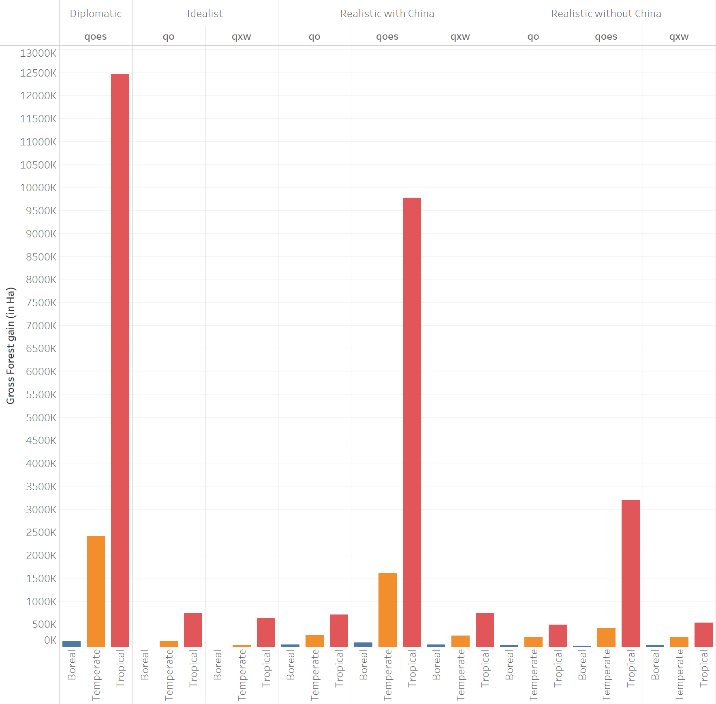 Diplomatic Idealist Realistic with China Realistic without China
qoes qo qxw qo qoes qxw qo qoes qxw
13000K
12500K
12000K
11500K
11000K
10500K
10000K
9500K
9000K
8500K
8000K
7500K
7000K
6500K
6000K
5500K
5000K
4500K
4000K
3500K
3000K
2500K
2000K
1500K
1000K
500K
0K
Gross Forest gain (in Ha)
Boreal
Temperate
Tropical
Boreal
Temperate
Tropical
Boreal
Temperate
Tropical
Boreal
Temperate
Tropical
Boreal
Temperate
Tropical
Boreal
Temperate
Tropical
Boreal
Temperate
Tropical
Boreal
Temperate
Tropical
Boreal
Temperate
Tropical